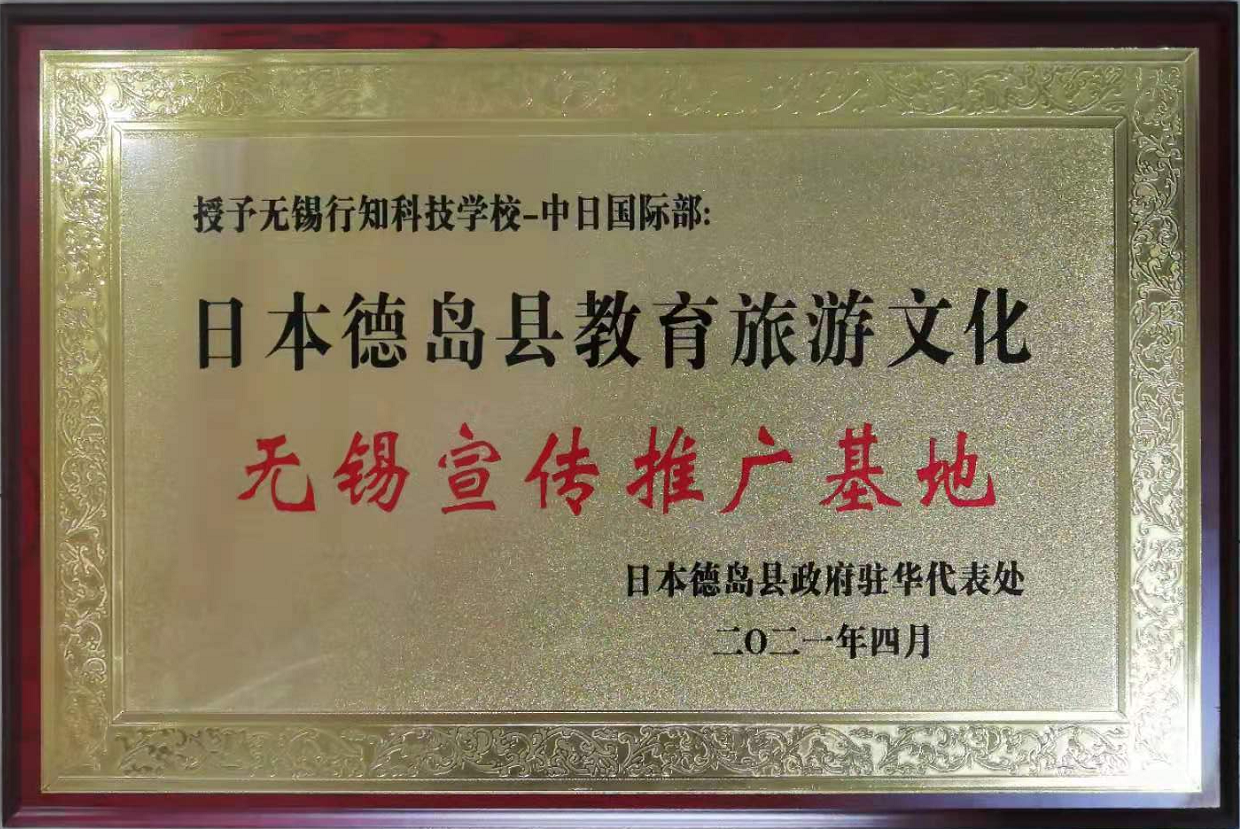 授予无锡行知科技学校-中日国际部:
日本德岛县教育旅游文化
无锡宣传推广基地
日本德岛县政府驻华代表处
二O二一年四月